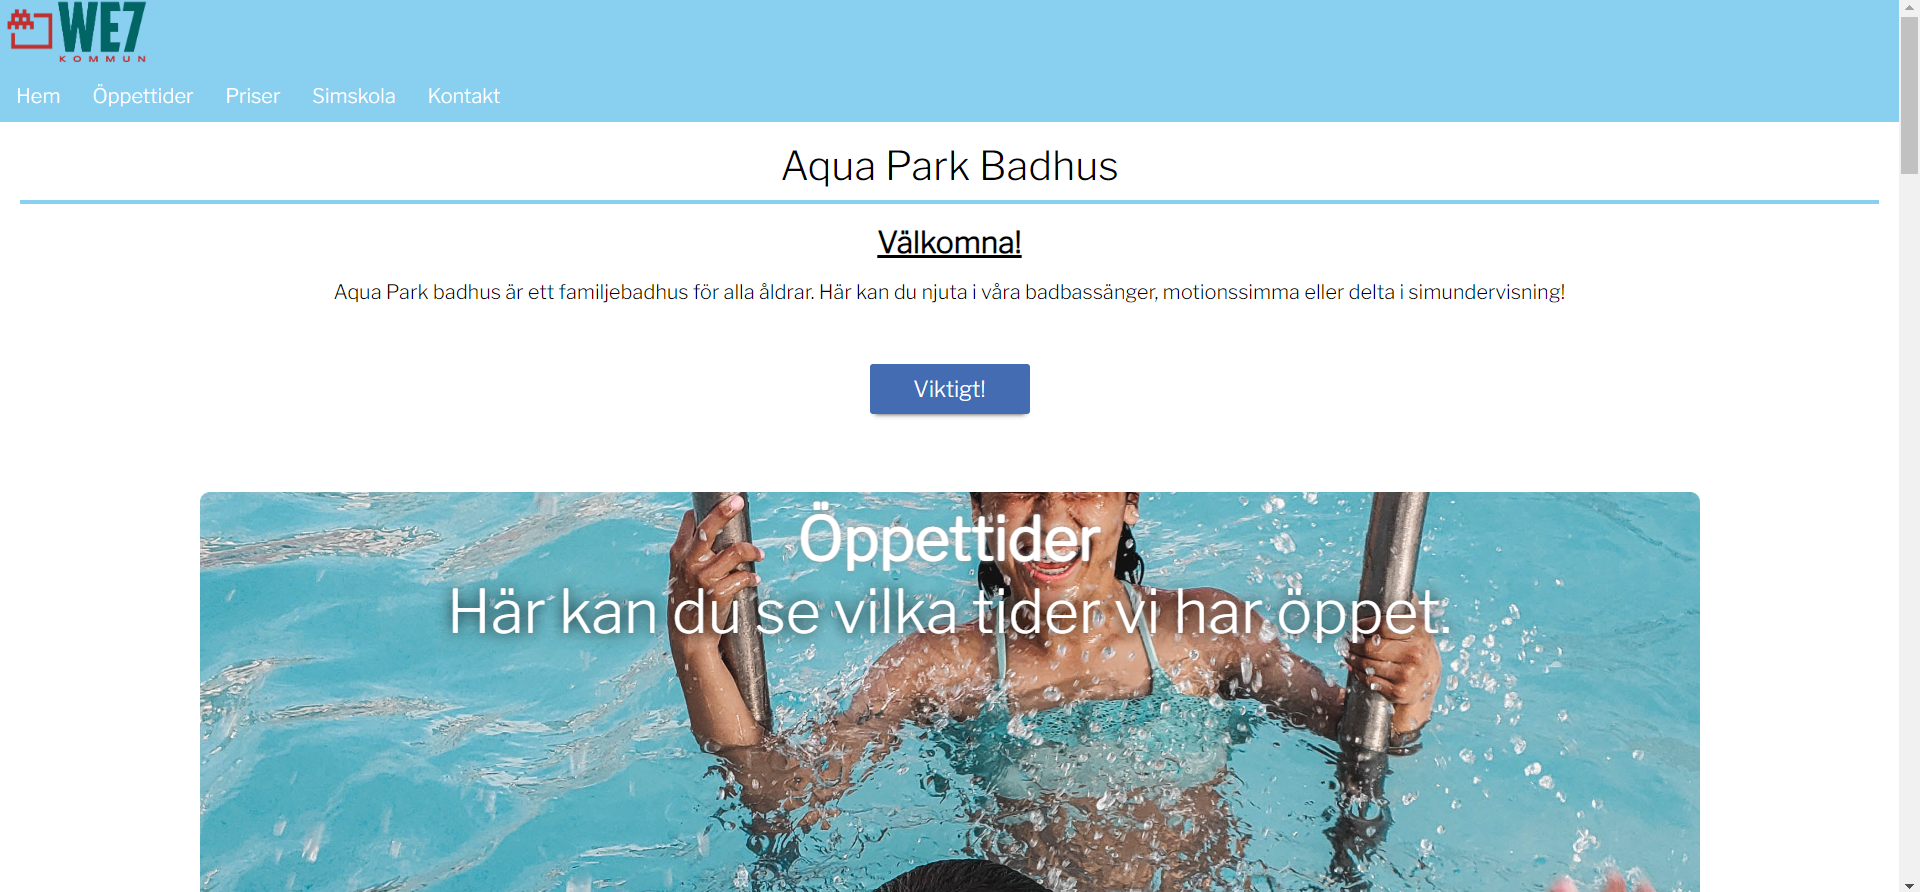 WE7
KOMMUN
Hem Öppettider Priser Simskola Kontakt
Aqua Park Badhus
Välkomna!
Aqua Park badhus är ett familjebadhus för alla åldrar. Här kan du njuta i våra badbassänger, motionssimma eller delta i simundervisning!
Viktigt!
Öppettider
Här kan du se vilka tider vi har öppet.